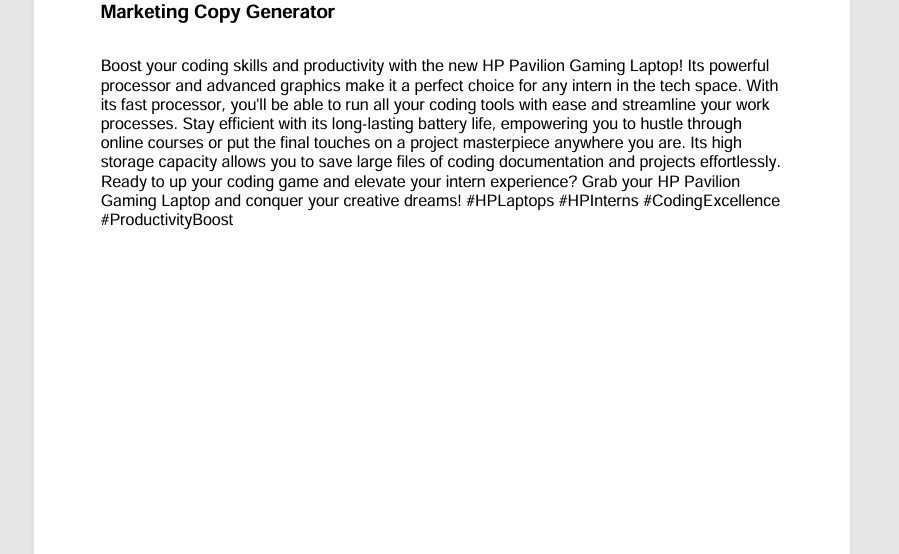 Marketing Copy Generator
Boost your coding skills and productivity with the new HP Pavilion Gaming Laptop! Its powerful
processor and advanced graphics make it a perfect choice for any intern in the tech space. With
its fast processor, you'll be able to run all your coding tools with ease and streamline your work
processes. Stay efficient with its long-lasting battery life, empowering you to hustle through
online courses or put the final touches on a project masterpiece anywhere you are. Its high
storage capacity allows you to save large files of coding documentation and projects effortlessly.
Ready to up your coding game and elevate your intern experience? Grab your HP Pavilion
Gaming Laptop and conquer your creative dreams! #HPLaptops #HPInterns #CodingExcellence
#ProductivityBoost